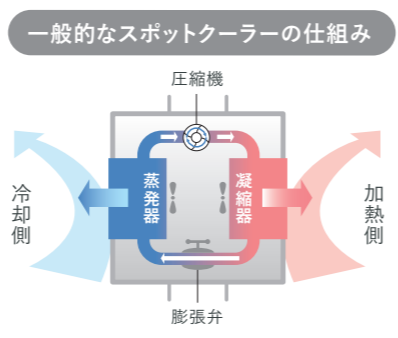 一般的なスポットクーラーの仕組み
圧縮機
冷却側
蒸発器
凝縮器
加熱側
膨張弁